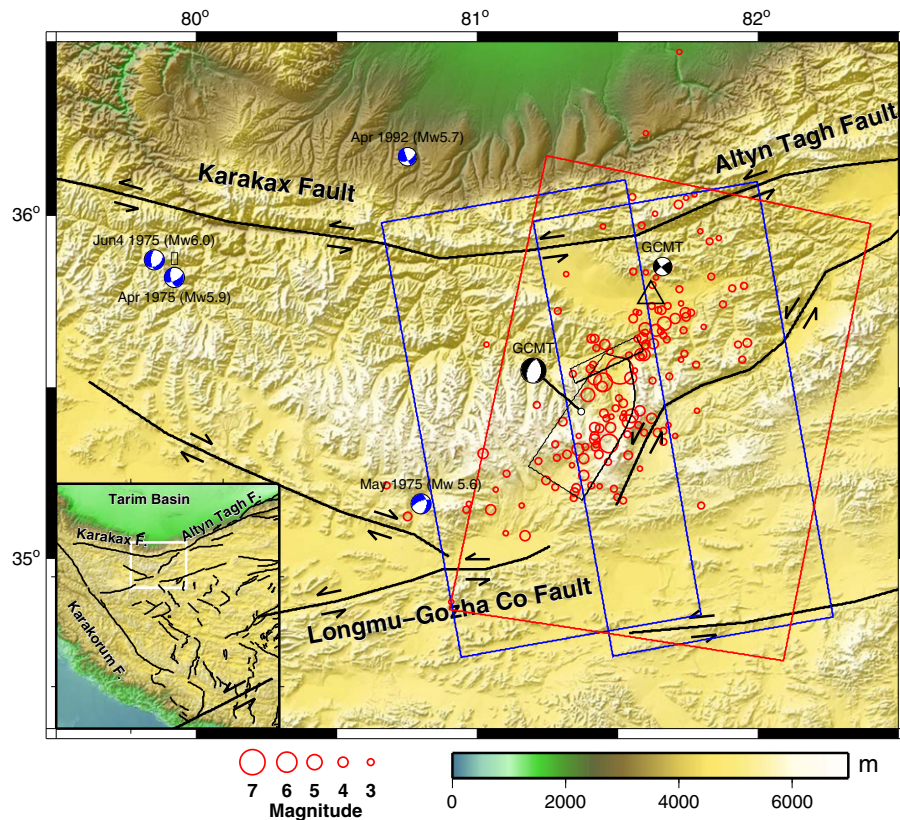 80° 81° 82°
Apr 1992 (Mw5.7)
Altyn Tagh Fault
Karakax Fault
36°
Jun4 1975 (Mw6.0)
GCMT
Apr 1975 (Mw5.9)
GCMT
May 1975 (Mw 5.6)
Tarim Basin
Altyn Tagh F.
Karakax F.
35°
Longmu-Gozha Co Fault
Karakorum F.
7 6 5 4 3
Magnitude
m
0 2000 4000 6000